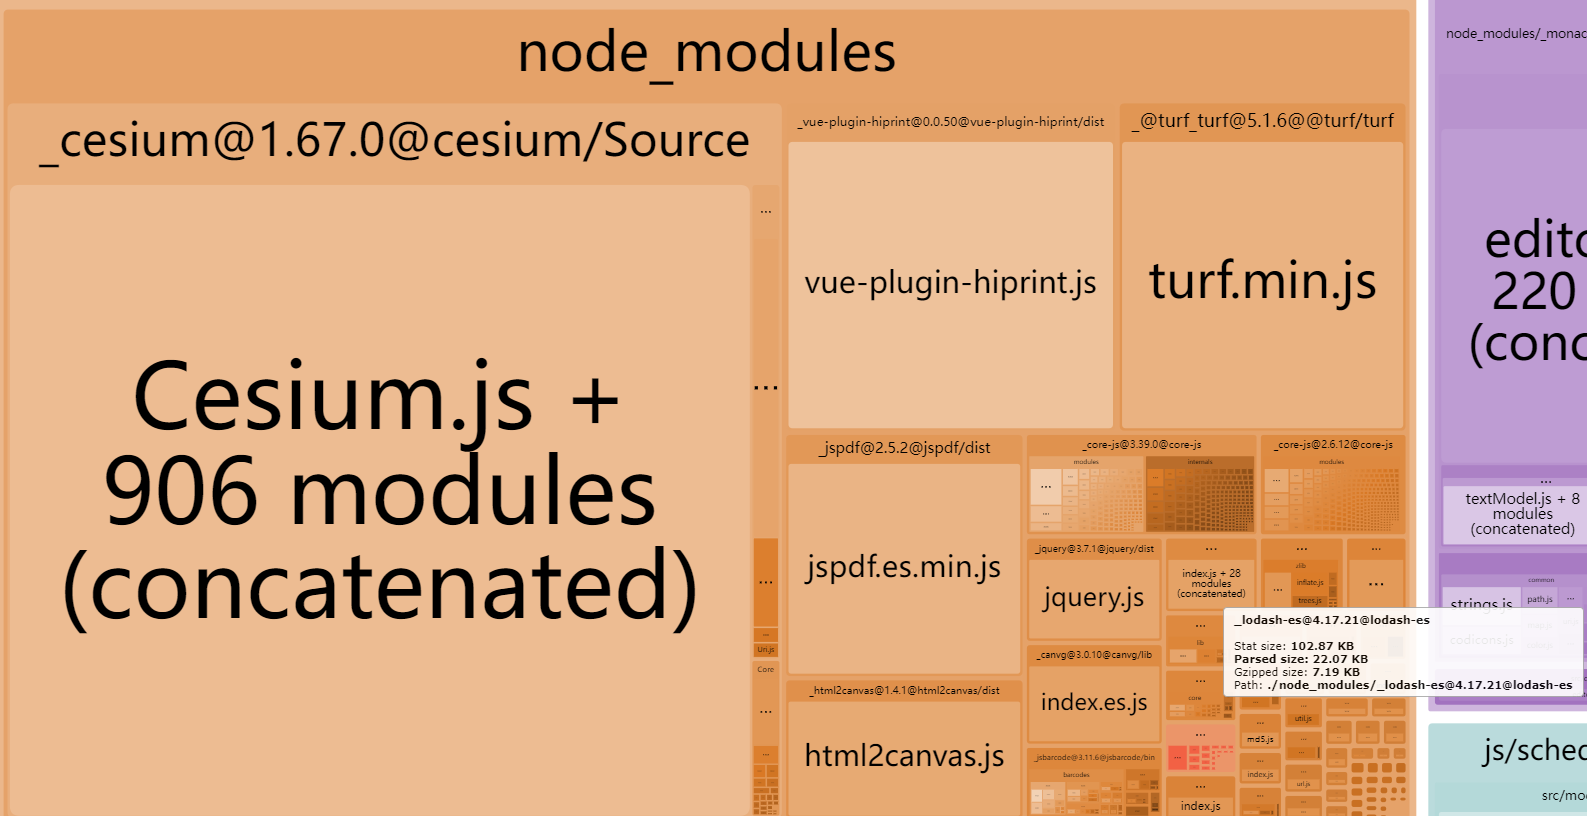 node_modules
_cesium@1.67.0@cesium/Source
...
Cesium.js +
906 modules
(concatenated)
...
...
...
Uri.js
Core
...
...
_vue-plugin-hiprint@0.0.50@vue-plugin-hiprint/dist
vue-plugin-hiprint.js
_@turf_turf@5.1.6@@turf/turf
turf.min.js
_jspdf@2.5.2@jspdf/dist
jspdf.es.min.js
_html2canvas@1.4.1@html2canvas/dist
html2canvas.js
_core-js@3.39.0@core-js
modules
internals
...
...
_core-js@2.6.12@core-js
modules
...
...
_jquery@3.7.1@jquery/dist
jquery.js
_canvg@3.0.10@canvg/lib
index.es.js
_jsbarcode@3.11.6@jsbarcode/bin
barcodes
...
index.js + 28
modules
(concatenated)
...
zlib
inflate.js
trees.js
...
...
...
...
lib
...
core
...
...
...
index.js
...
md5.js
...
index.js
...
...
util.js
...
url.js
...
_lodash-es@4.17.21@lodash-es
Stat size: 102.87 KB
Parsed size: 22.07 KB
Gzipped size: 7.19 KB
Path: ./node_modules/_lodash-es@4.17.21@lodash-es
node_modules/_monac
edito
220
(conc
...
textModel.js + 8
modules
(concatenated)
common
strings.js
path.js
...
codicons.js
js/sched
src/mo